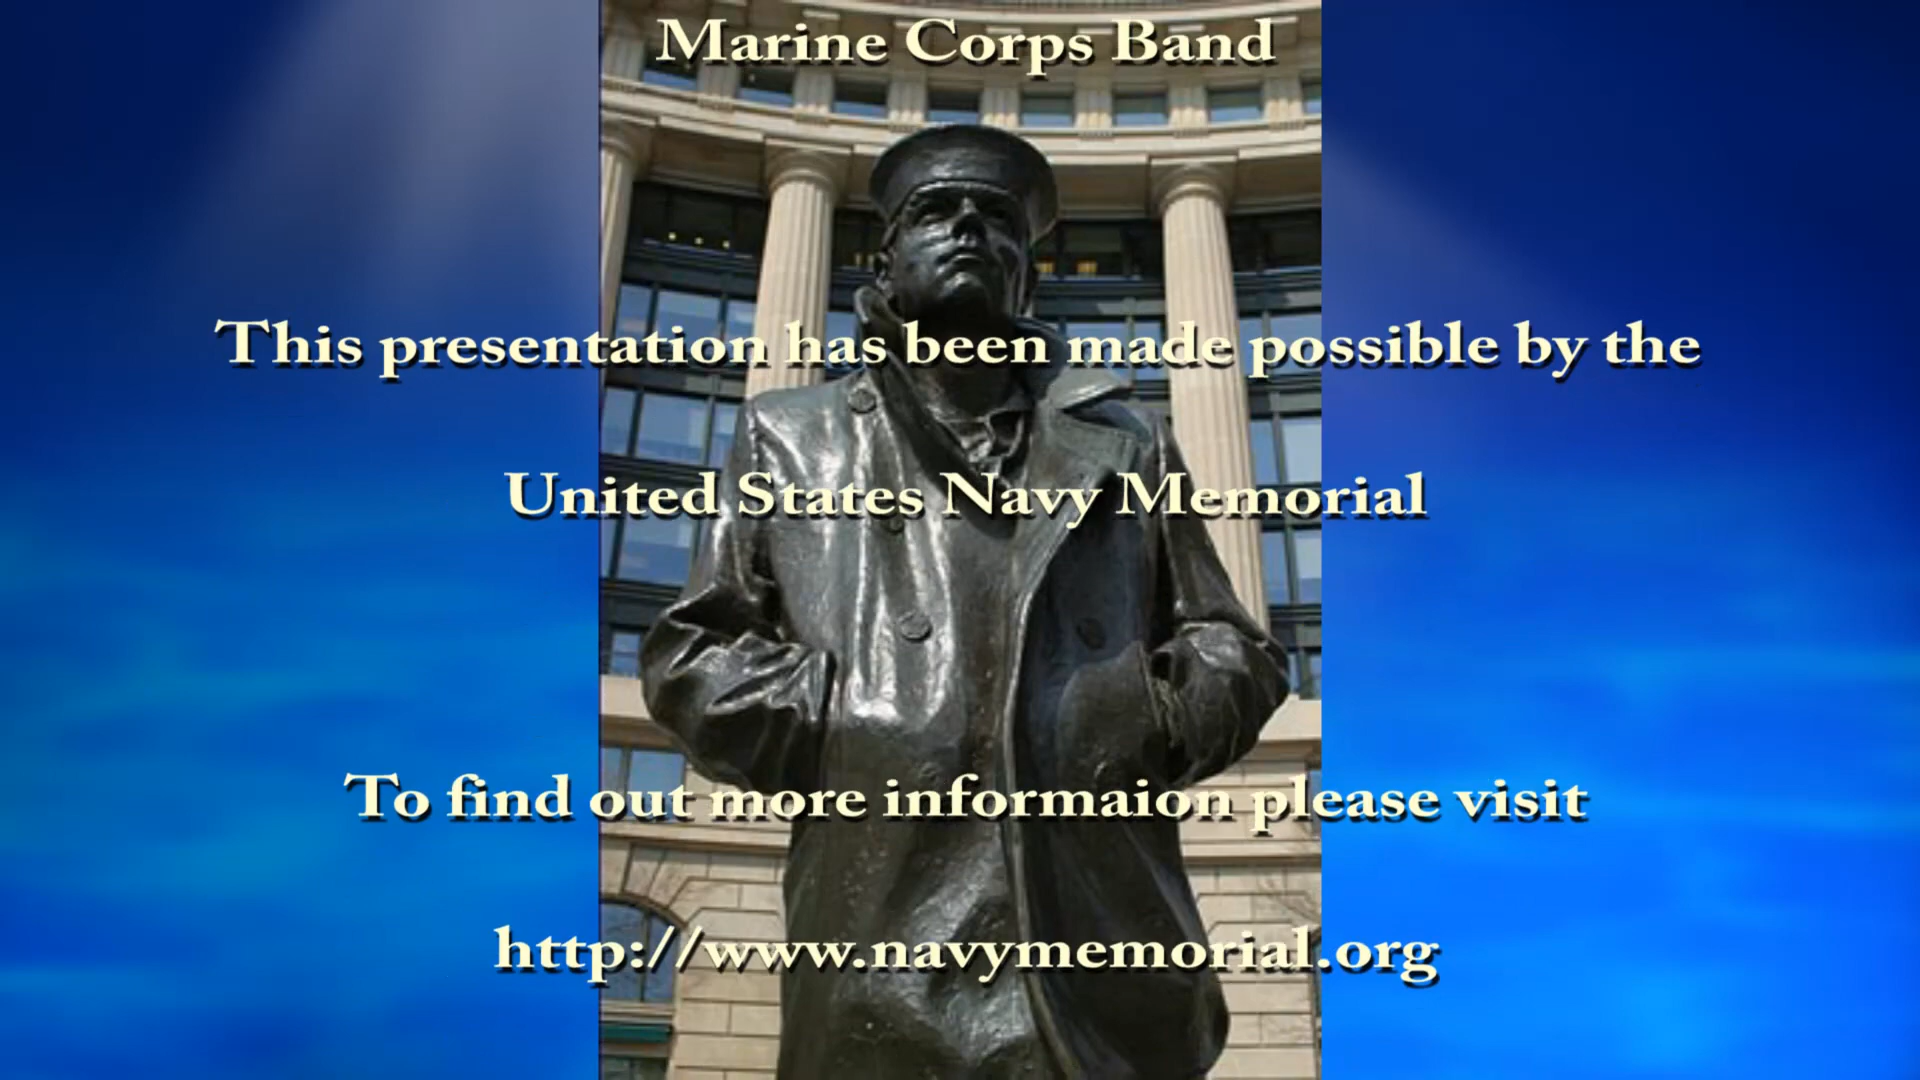 Marine Corps Band
This presentation has been made possible by the
United States Navy Memorial
To find out more informaion please visit
http://www.navymemorial.org